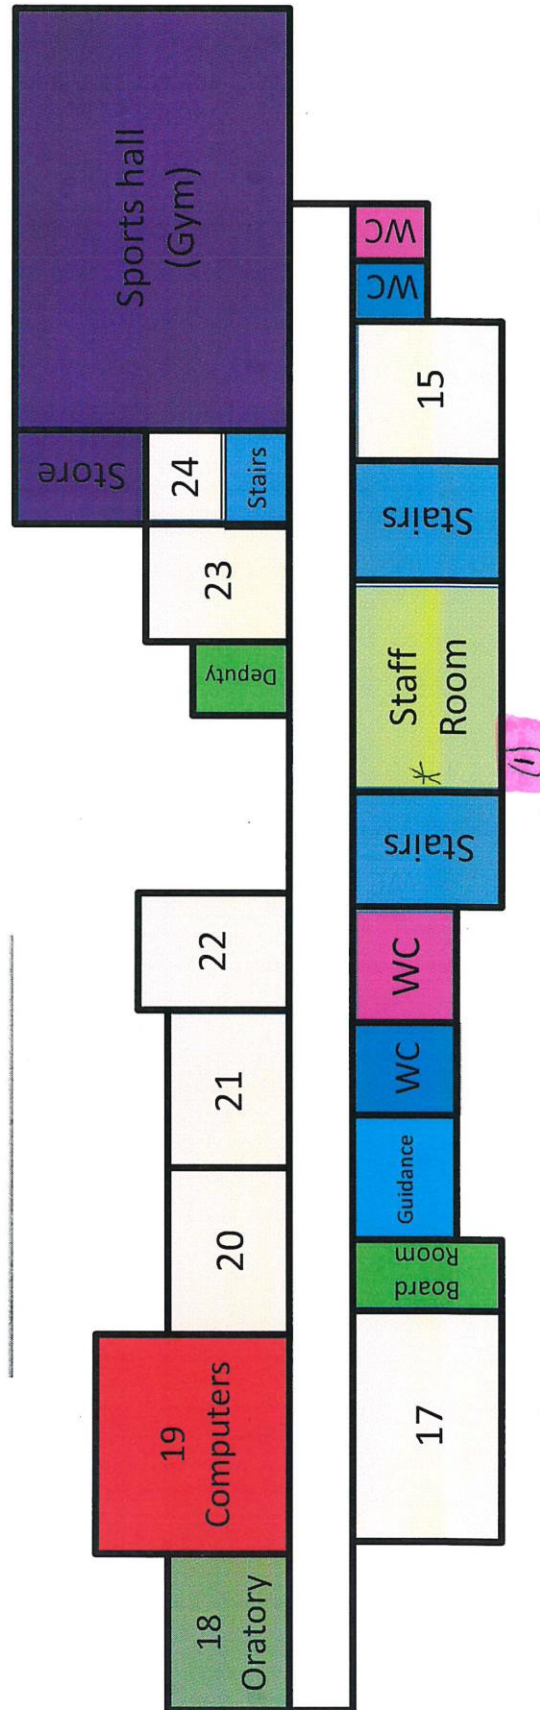 Sports hall
(Gym)
Store
24
Stairs
23
Deputy
22
21
20
19
Computers
18
Oratory
WC
WC
15
Stairs
Staff
Room
*
(1)
Stairs
WC
WC
Guidance
Board
Room
17